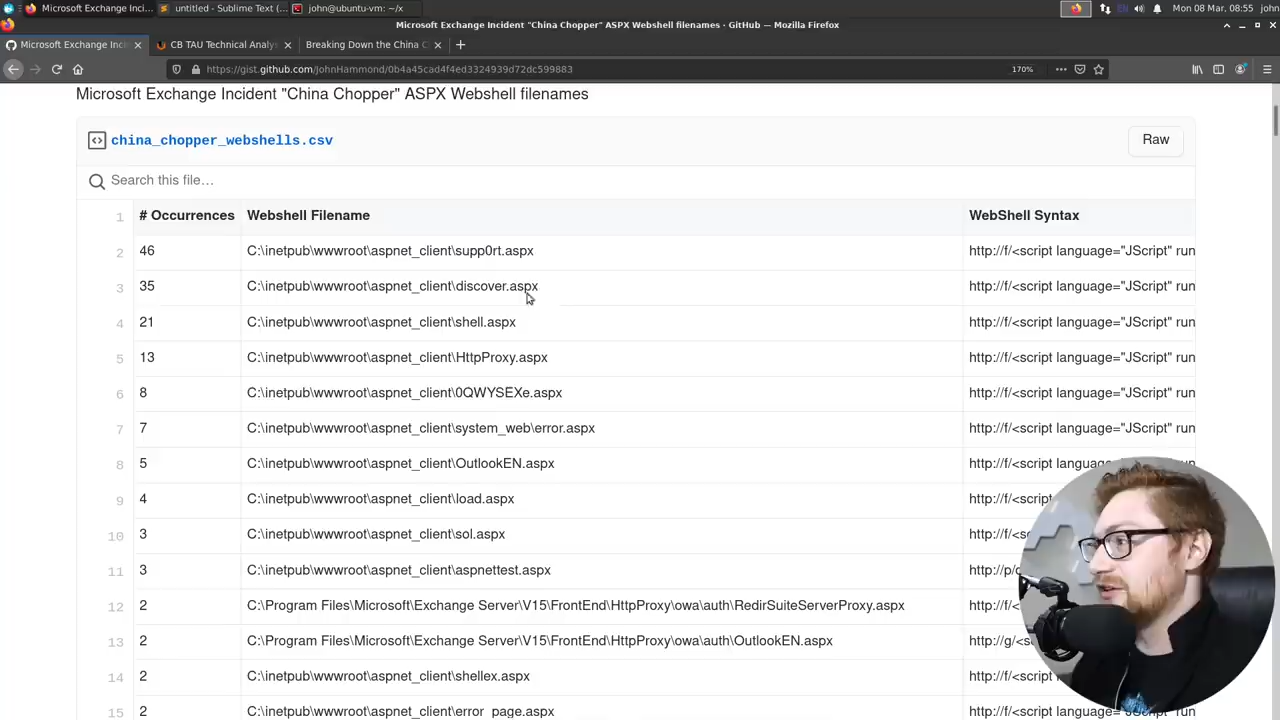 Microsoft Exchange Inci...
untitled - Sublime Text (...
john@ubuntu-vm: ~/x
Mon 08 Mar, 08:55 john
Microsoft Exchange Incident "China Chopper" ASPX Webshell filenames · GitHub — Mozilla Firefox
Microsoft Exchange Inci
CB TAU Technical Analys
Breaking Down the China C
https://gist.github.com/JohnHammond/0b4a45cad4f4ed3324939d72dc599883
170%
Microsoft Exchange Incident "China Chopper" ASPX Webshell filenames
china_chopper_webshells.csv
Raw
Search this file…
1 # Occurrences Webshell Filename WebShell Syntax
2 46 C:\inetpub\wwwroot\aspnet_client\supp0rt.aspx http://f/<script language="JScript" run
3 35 C:\inetpub\wwwroot\aspnet_client\discover.aspx http://f/<script language="JScript" run
4 21 C:\inetpub\wwwroot\aspnet_client\shell.aspx http://f/<script language="JScript" run
5 13 C:\inetpub\wwwroot\aspnet_client\HttpProxy.aspx http://f/<script language="JScript" run
6 8 C:\inetpub\wwwroot\aspnet_client\0QWYSEXe.aspx http://f/<script language="JScript" run
7 7 C:\inetpub\wwwroot\aspnet_client\system_web\error.aspx http://f/<script language="JScript" run
8 5 C:\inetpub\wwwroot\aspnet_client\OutlookEN.aspx http://f/<script langua
9 4 C:\inetpub\wwwroot\aspnet_client\load.aspx http://f/<sc
10 3 C:\inetpub\wwwroot\aspnet_client\sol.aspx http://f/<s
11 3 C:\inetpub\wwwroot\aspnet_client\aspnettest.aspx http://p/
12 2 C:\Program Files\Microsoft\Exchange Server\V15\FrontEnd\HttpProxy\owa\auth\RedirSuiteServerProxy.aspx http://f/<
13 2 C:\Program Files\Microsoft\Exchange Server\V15\FrontEnd\HttpProxy\owa\auth\OutlookEN.aspx http://g/<s
14 2 C:\inetpub\wwwroot\aspnet_client\shellex.aspx http://f/<script
15 2 C:\inetpub\wwwroot\aspnet_client\error_page.aspx http://f/<script